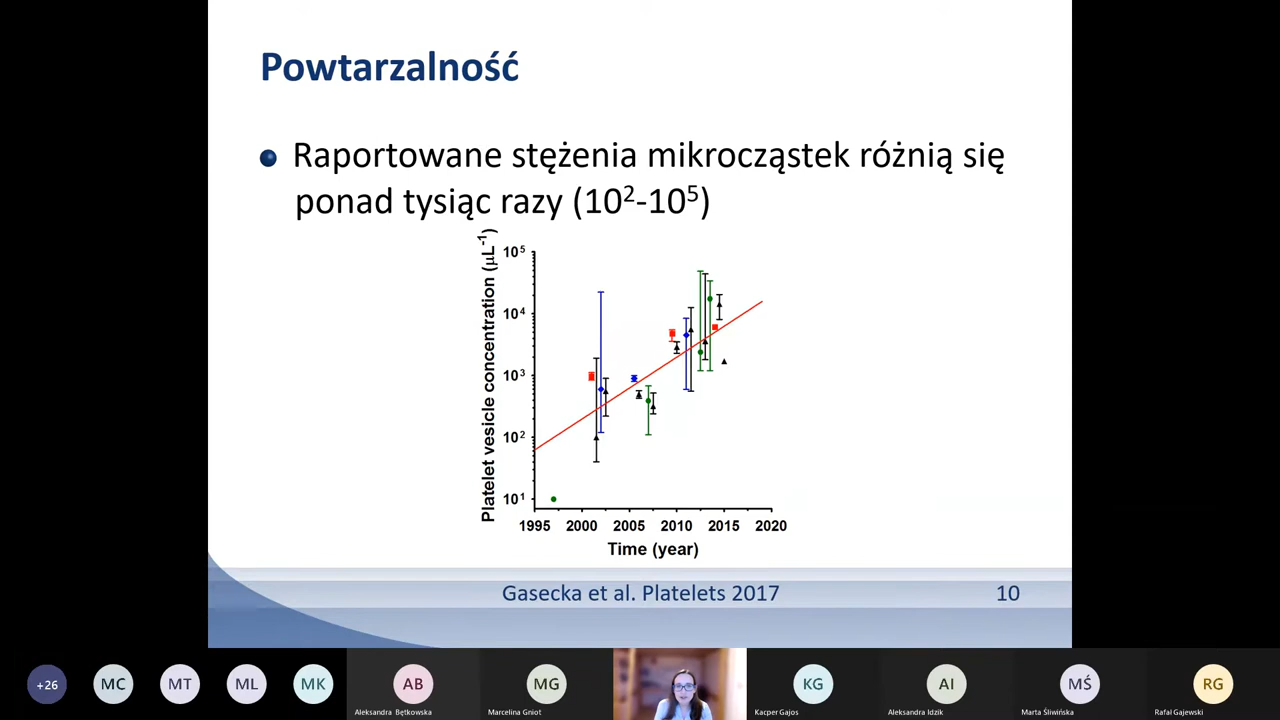 Powtarzalność
Raportowane stężenia mikrocząstek różnią się
ponad tysiąc razy (10²-10⁵)
Platelet vesicle concentration (µL⁻¹)
10⁵
10⁴
10³
10²
10¹
1995 2000 2005 2010 2015 2020
Time (year)
Gasecka et al. Platelets 2017
10
+26 MC MT ML MK AB MG KG AI MŚ RG
Aleksandra Bętkowska Marcelina Gniot Kacper Gajos Aleksandra Idzik Marta Śliwińska Rafał Gajewski